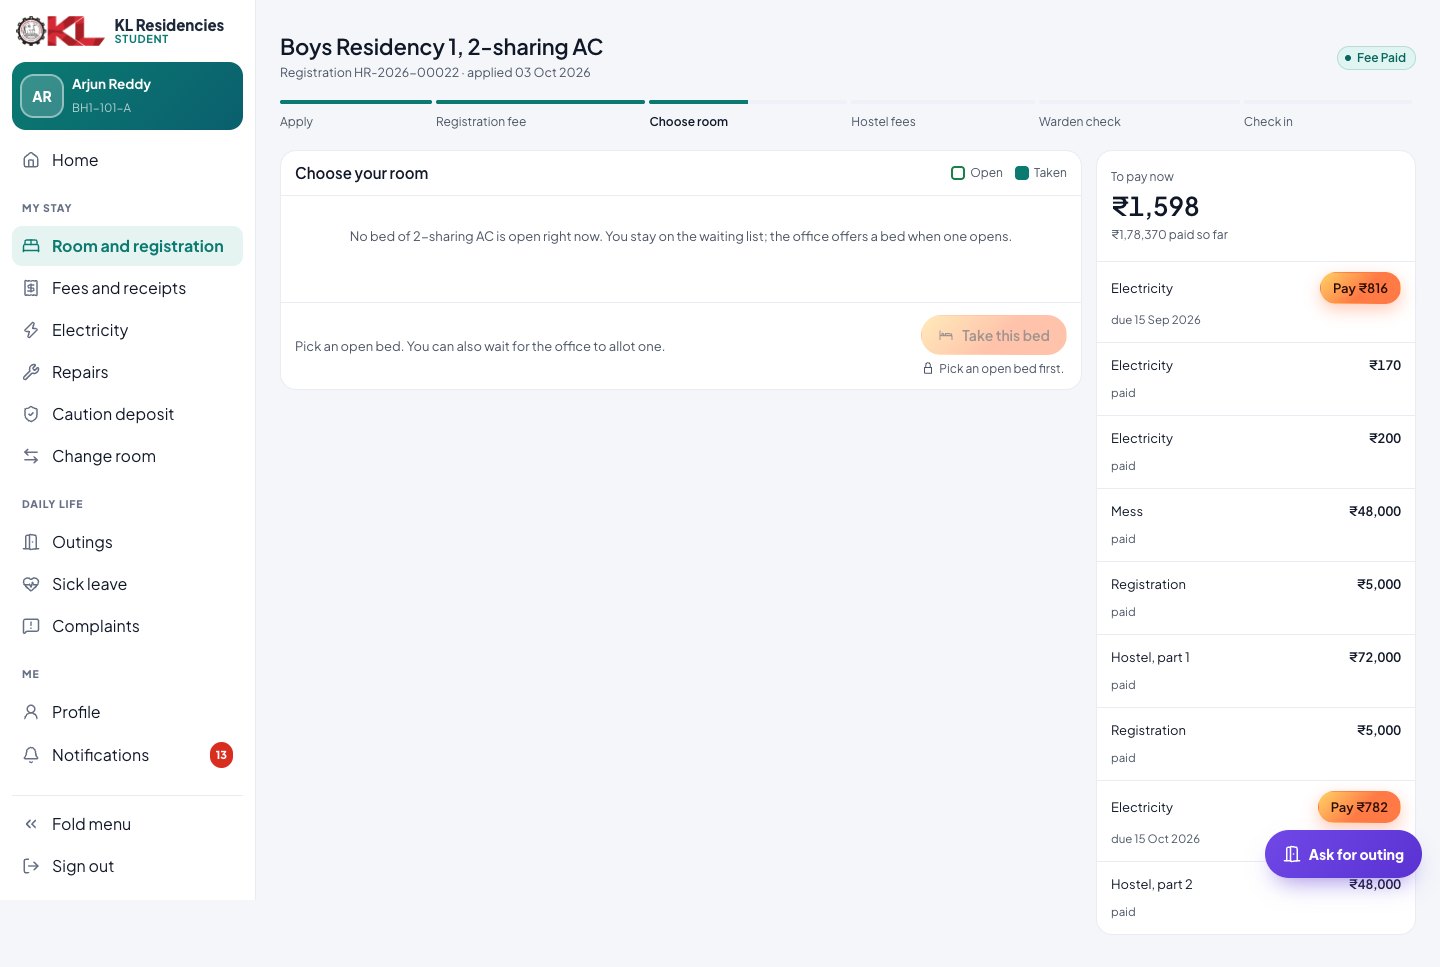 KL
KL Residencies
STUDENT
AR
Arjun Reddy
BH1-101-A
Home
MY STAY
Room and registration
Fees and receipts
Electricity
Repairs
Caution deposit
Change room
DAILY LIFE
Outings
Sick leave
Complaints
ME
Profile
Notifications
13
Fold menu
Sign out
Boys Residency 1, 2-sharing AC
Registration HR-2026-00022 · applied 03 Oct 2026
Fee Paid
Apply
Registration fee
Choose room
Hostel fees
Warden check
Check in
Choose your room
Open
Taken
No bed of 2-sharing AC is open right now. You stay on the waiting list; the office offers a bed when one opens.
Pick an open bed. You can also wait for the office to allot one.
Take this bed
Pick an open bed first.
To pay now
₹1,598
₹1,78,370 paid so far
Electricity
Pay ₹816
due 15 Sep 2026
Electricity
₹170
paid
Electricity
₹200
paid
Mess
₹48,000
paid
Registration
₹5,000
paid
Hostel, part 1
₹72,000
paid
Registration
₹5,000
paid
Electricity
Pay ₹782
due 15 Oct 2026
Ask for outing
Hostel, part 2
₹48,000
paid